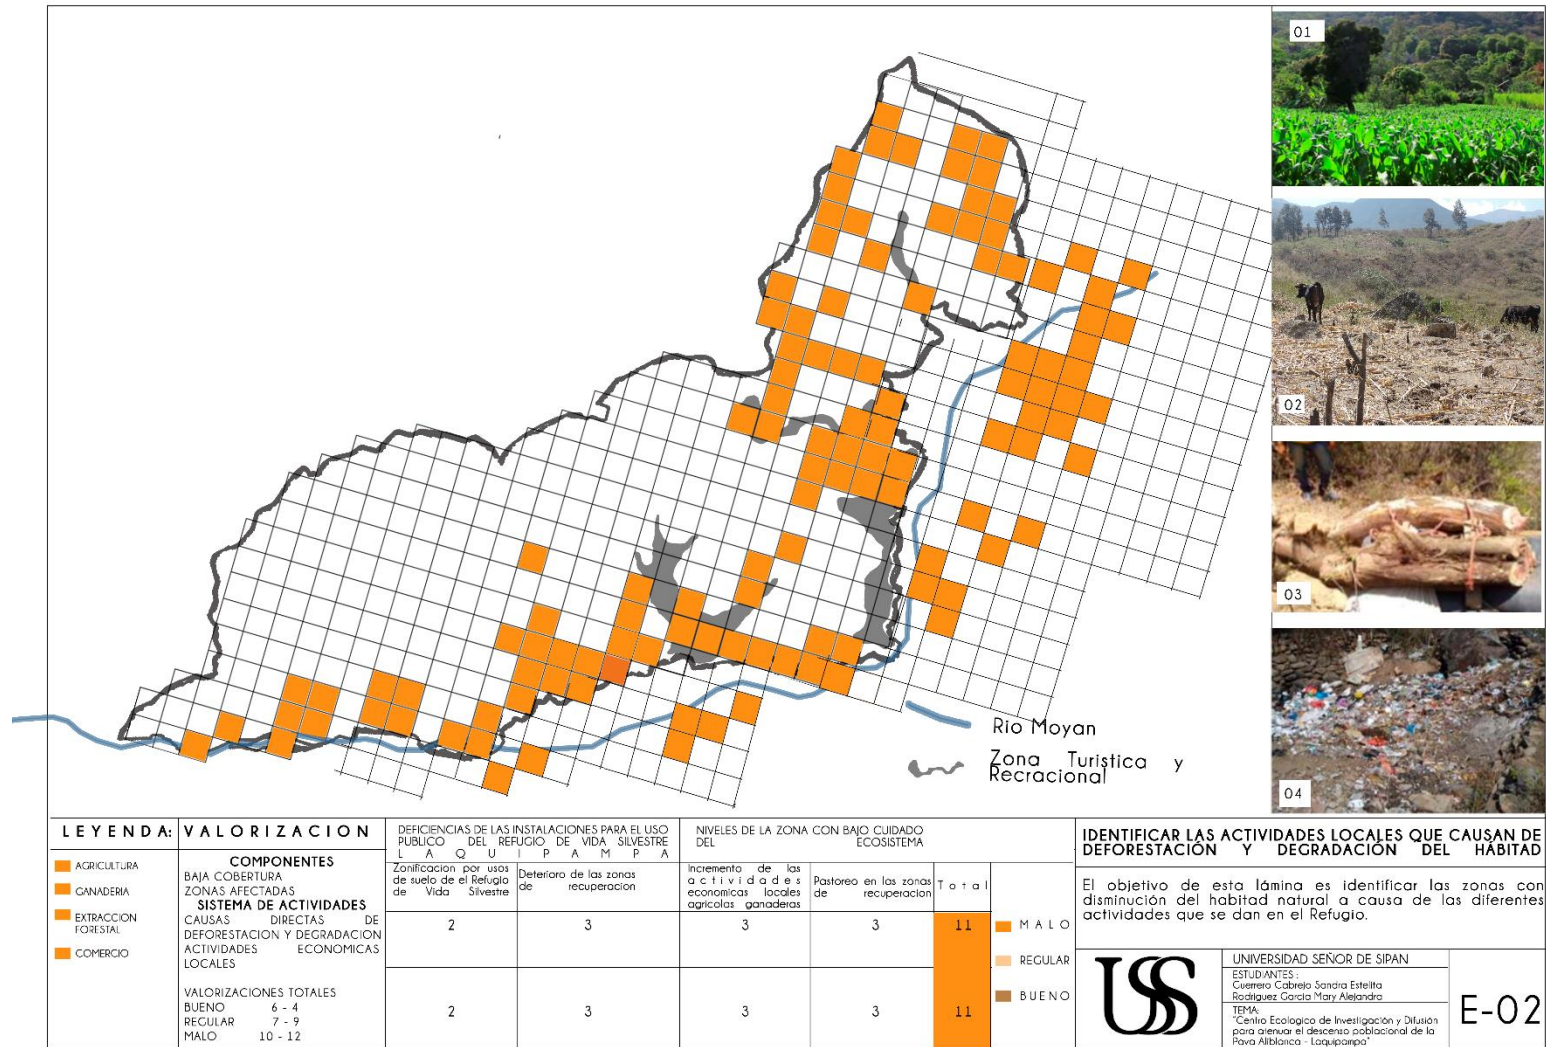 01
02
03
04
Rio Moyan
Zona Turistica y
Recracional
LEYENDA:
AGRICULTURA
GANADERIA
EXTRACCION
FORESTAL
COMERCIO
VALORIZACION
COMPONENTES
BAJA COBERTURA
ZONAS AFECTADAS
SISTEMA DE ACTIVIDADES
CAUSAS DIRECTAS DE
DEFORESTACION Y DEGRADACION
ACTIVIDADES ECONOMICAS
LOCALES
VALORIZACIONES TOTALES
BUENO 6 - 4
REGULAR 7 - 9
MALO 10 - 12
DEFICIENCIAS DE LAS INSTALACIONES PARA EL USO
PUBLICO DEL REFUGIO DE VIDA SILVESTRE
L A Q U I P A M P A
NIVELES DE LA ZONA CON BAJO CUIDADO
DEL ECOSISTEMA
Zonificacion por usos
de suelo de el Refugio
de Vida Silvestre
Deterioro de las zonas
de recuperacion
Incremento de las
actividades
economicas locales
agricolas ganaderas
Pastoreo en las zonas
de recuperacion
Total
2 3 3 3 11
2 3 3 3 11
MALO
REGULAR
BUENO
IDENTIFICAR LAS ACTIVIDADES LOCALES QUE CAUSAN DE
DEFORESTACIÓN Y DEGRADACIÓN DEL HÁBITAD
El objetivo de esta lámina es identificar las zonas con
disminución del habitad natural a causa de las diferentes
actividades que se dan en el Refugio.
USS
UNIVERSIDAD SEÑOR DE SIPAN
ESTUDIANTES :
Guerrero Cabrejo Sandra Estelita
Rodriguez Garcia Mary Alejandra
TEMA:
"Centro Ecologico de Investigación y Difusión
para atenuar el descenso poblacional de la
Pava Aliblanca - Laquipampa"
E-02